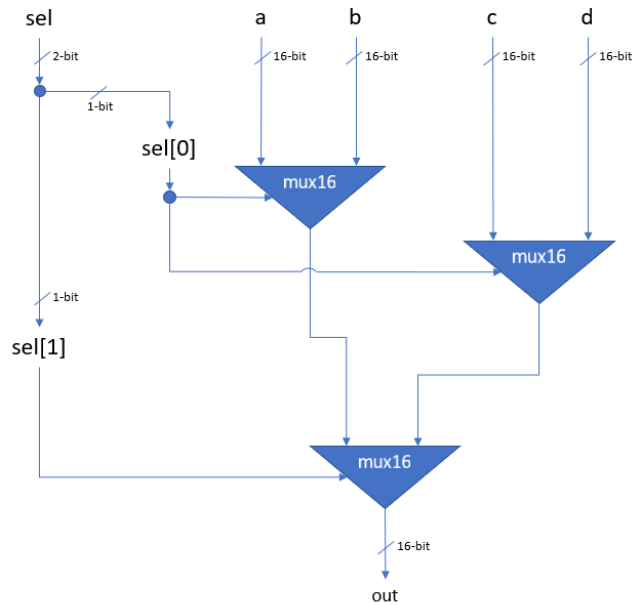 sel a b c d
2-bit 16-bit 16-bit 16-bit 16-bit
1-bit
sel[0]
mux16
mux16
1-bit
sel[1]
mux16
16-bit
out